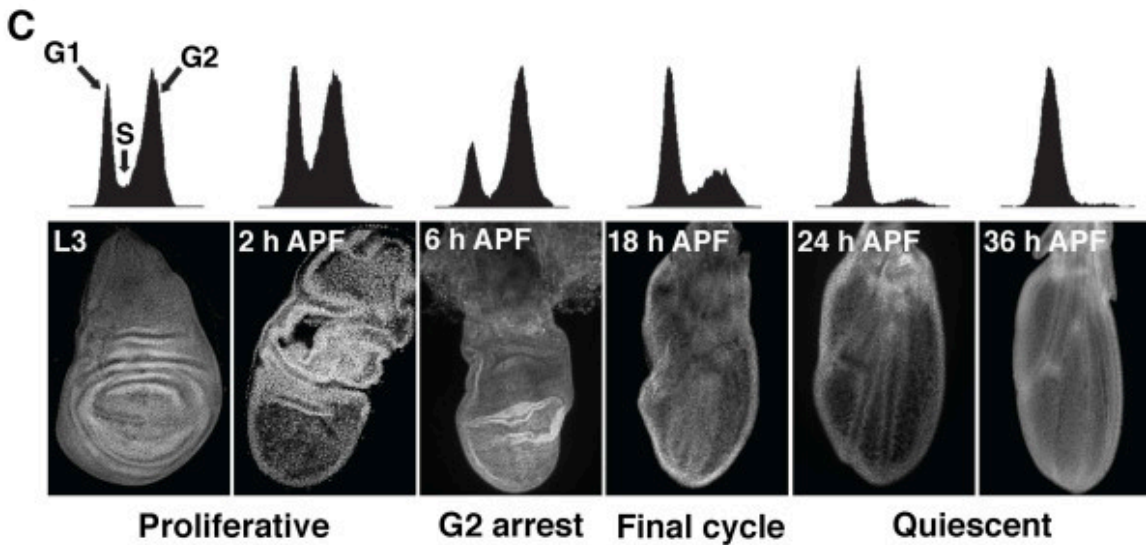 C
G1
G2
S
L3
2 h APF
6 h APF
18 h APF
24 h APF
36 h APF
Proliferative
G2 arrest
Final cycle
Quiescent